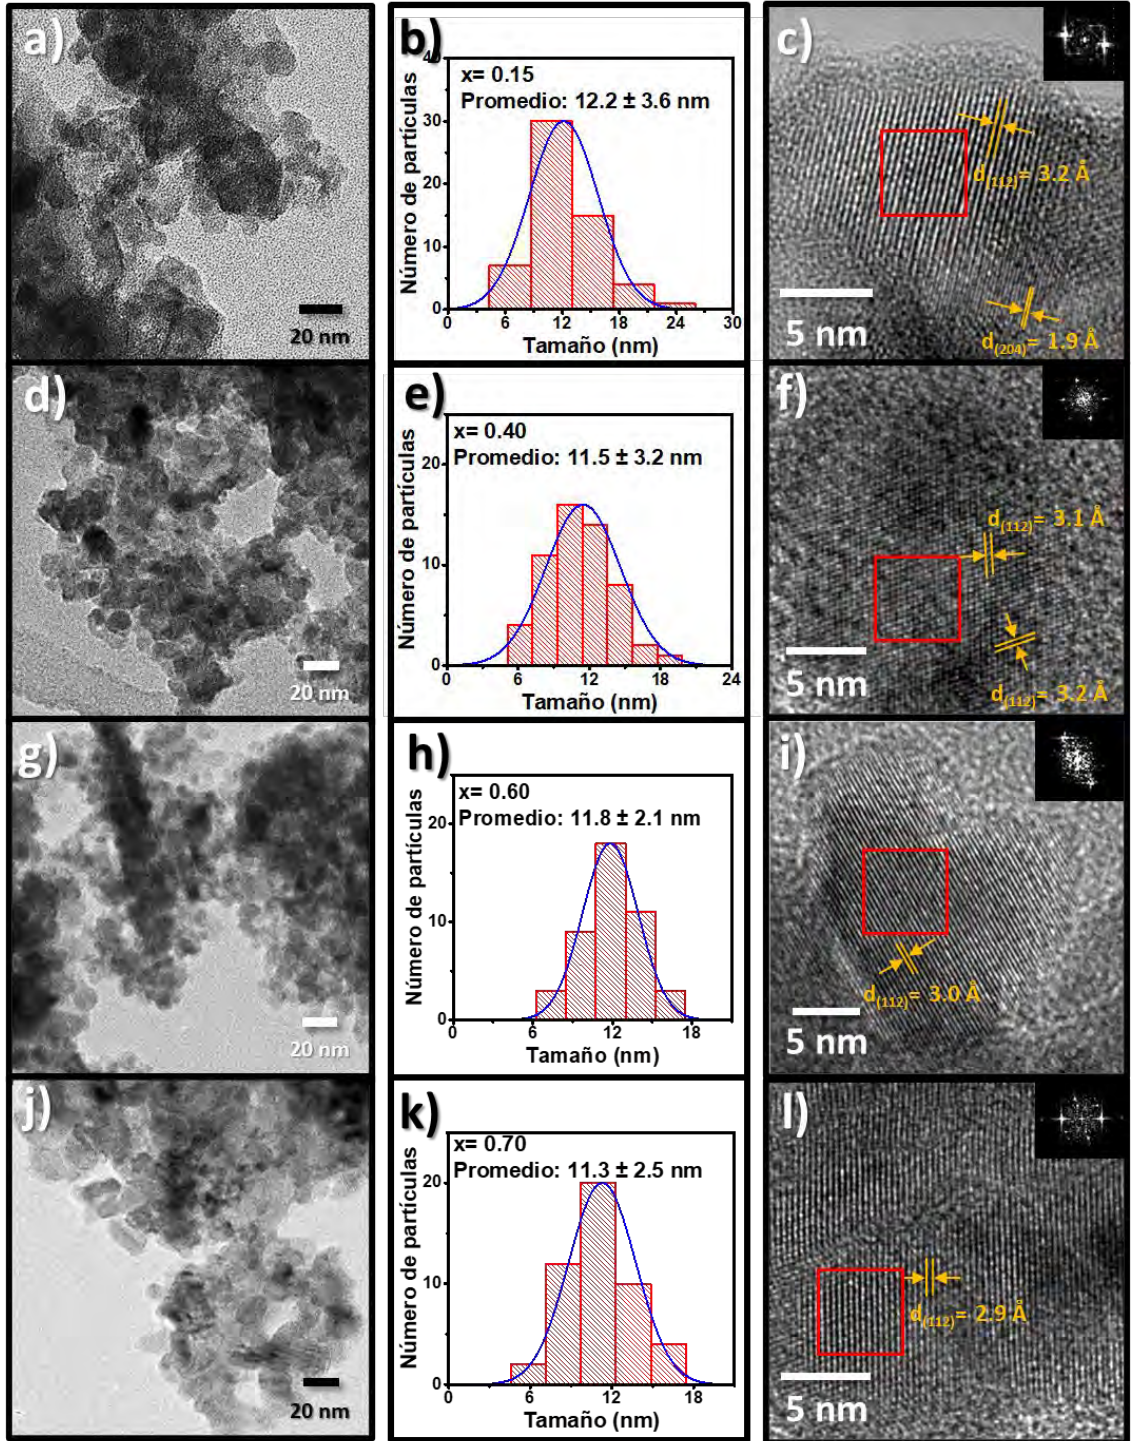 a)
20 nm
b)
x= 0.15
Promedio: 12.2 ± 3.6 nm
Número de partículas
40
30
20
10
0
0 6 12 18 24 30
Tamaño (nm)
c)
d(112)= 3.2 Å
d(204)= 1.9 Å
5 nm
d)
20 nm
e)
x= 0.40
Promedio: 11.5 ± 3.2 nm
Número de partículas
20
10
0
0 6 12 18 24
Tamaño (nm)
f)
d(112)= 3.1 Å
d(112)= 3.2 Å
5 nm
g)
20 nm
h)
x= 0.60
Promedio: 11.8 ± 2.1 nm
Número de partículas
20
10
0
0 6 12 18
Tamaño (nm)
i)
d(112)= 3.0 Å
5 nm
j)
20 nm
k)
x= 0.70
Promedio: 11.3 ± 2.5 nm
Número de partículas
20
10
0
0 6 12 18
Tamaño (nm)
l)
d(112)= 2.9 Å
5 nm